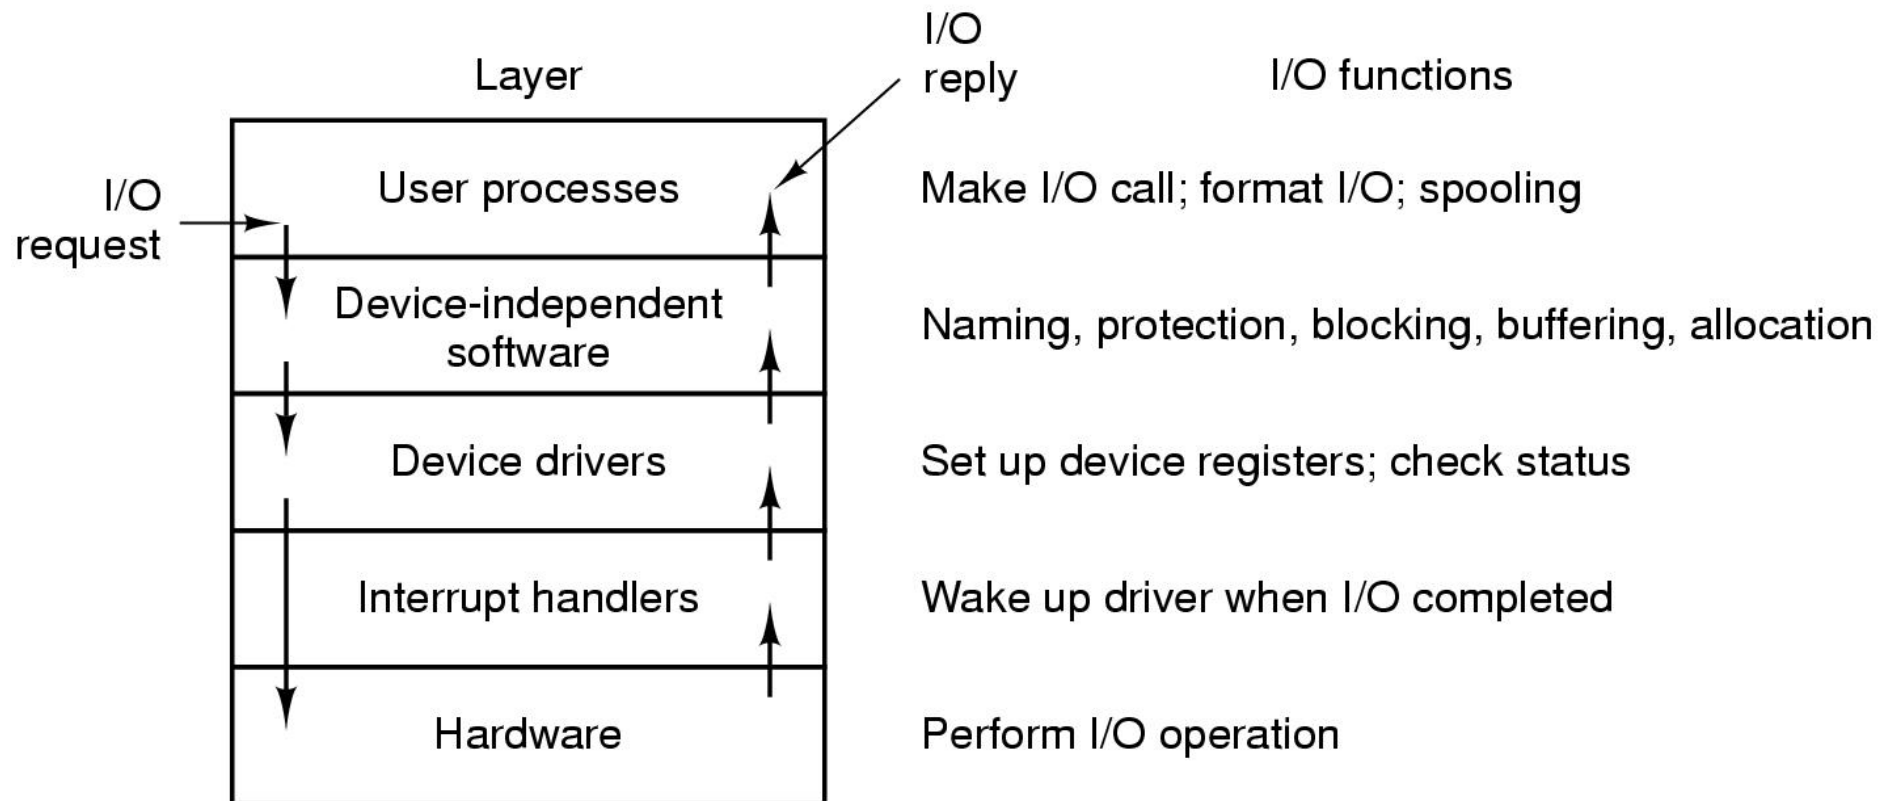 I/O
reply
Layer
I/O functions
I/O
request
User processes
Make I/O call; format I/O; spooling
Device-independent
software
Naming, protection, blocking, buffering, allocation
Device drivers
Set up device registers; check status
Interrupt handlers
Wake up driver when I/O completed
Hardware
Perform I/O operation